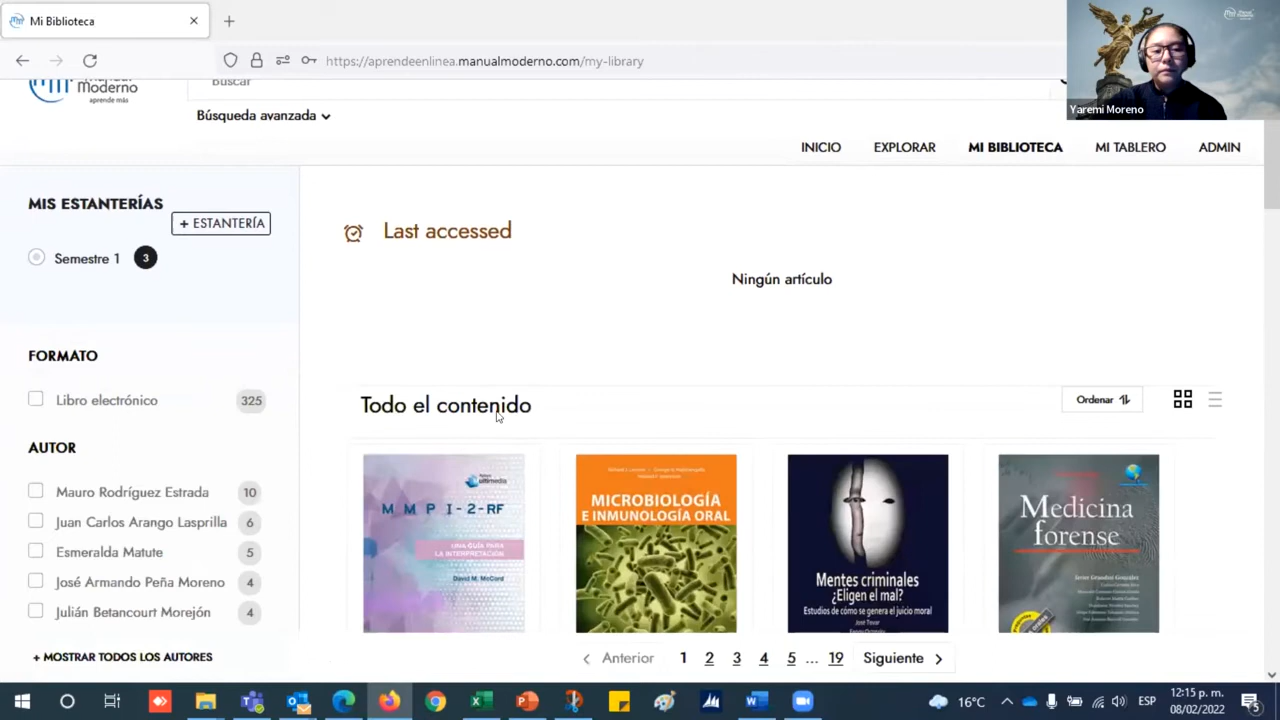 Mi Biblioteca
https://aprendeenlinea.manualmoderno.com/my-library
Yaremi Moreno
Moderno
aprende más
Buscar
Búsqueda avanzada
INICIO EXPLORAR MI BIBLIOTECA MI TABLERO ADMIN
MIS ESTANTERÍAS
+ ESTANTERÍA
Semestre 1 3
FORMATO
Libro electrónico 325
AUTOR
Mauro Rodríguez Estrada 10
Juan Carlos Arango Lasprilla 6
Esmeralda Matute 5
José Armando Peña Moreno 4
Julián Betancourt Morejón 4
+ MOSTRAR TODOS LOS AUTORES
Last accessed
Ningún artículo
Todo el contenido
Ordenar
MMPI-2-RF
UNA GUÍA PARA
LA INTERPRETACIÓN
David M. McCord
MICROBIOLOGÍA
E INMUNOLOGÍA ORAL
Mentes criminales
¿Eligen el mal?
Estudios de cómo se genera el juicio moral
José Tovar
Medicina
forense
< Anterior 1 2 3 4 5 ... 19 Siguiente >
16°C
ESP
12:15 p. m.
08/02/2022
5